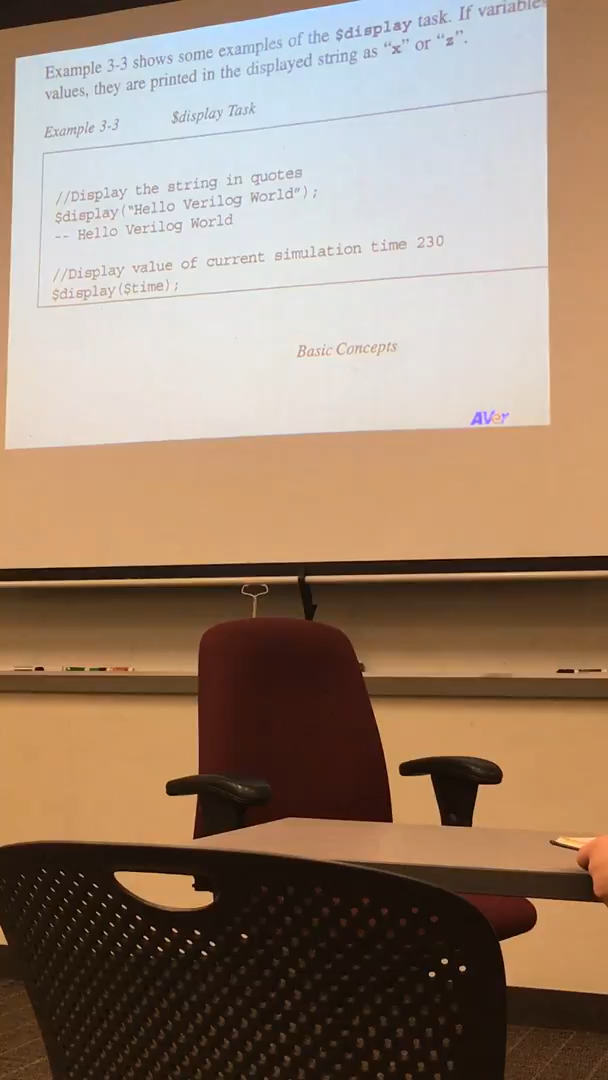 Example 3-3 shows some examples of the $display task. If variables
values, they are printed in the displayed string as “x” or “z”.
Example 3-3 $display Task
//Display the string in quotes
$display("Hello Verilog World");
-- Hello Verilog World
//Display value of current simulation time 230
$display($time);
Basic Concepts
AVer